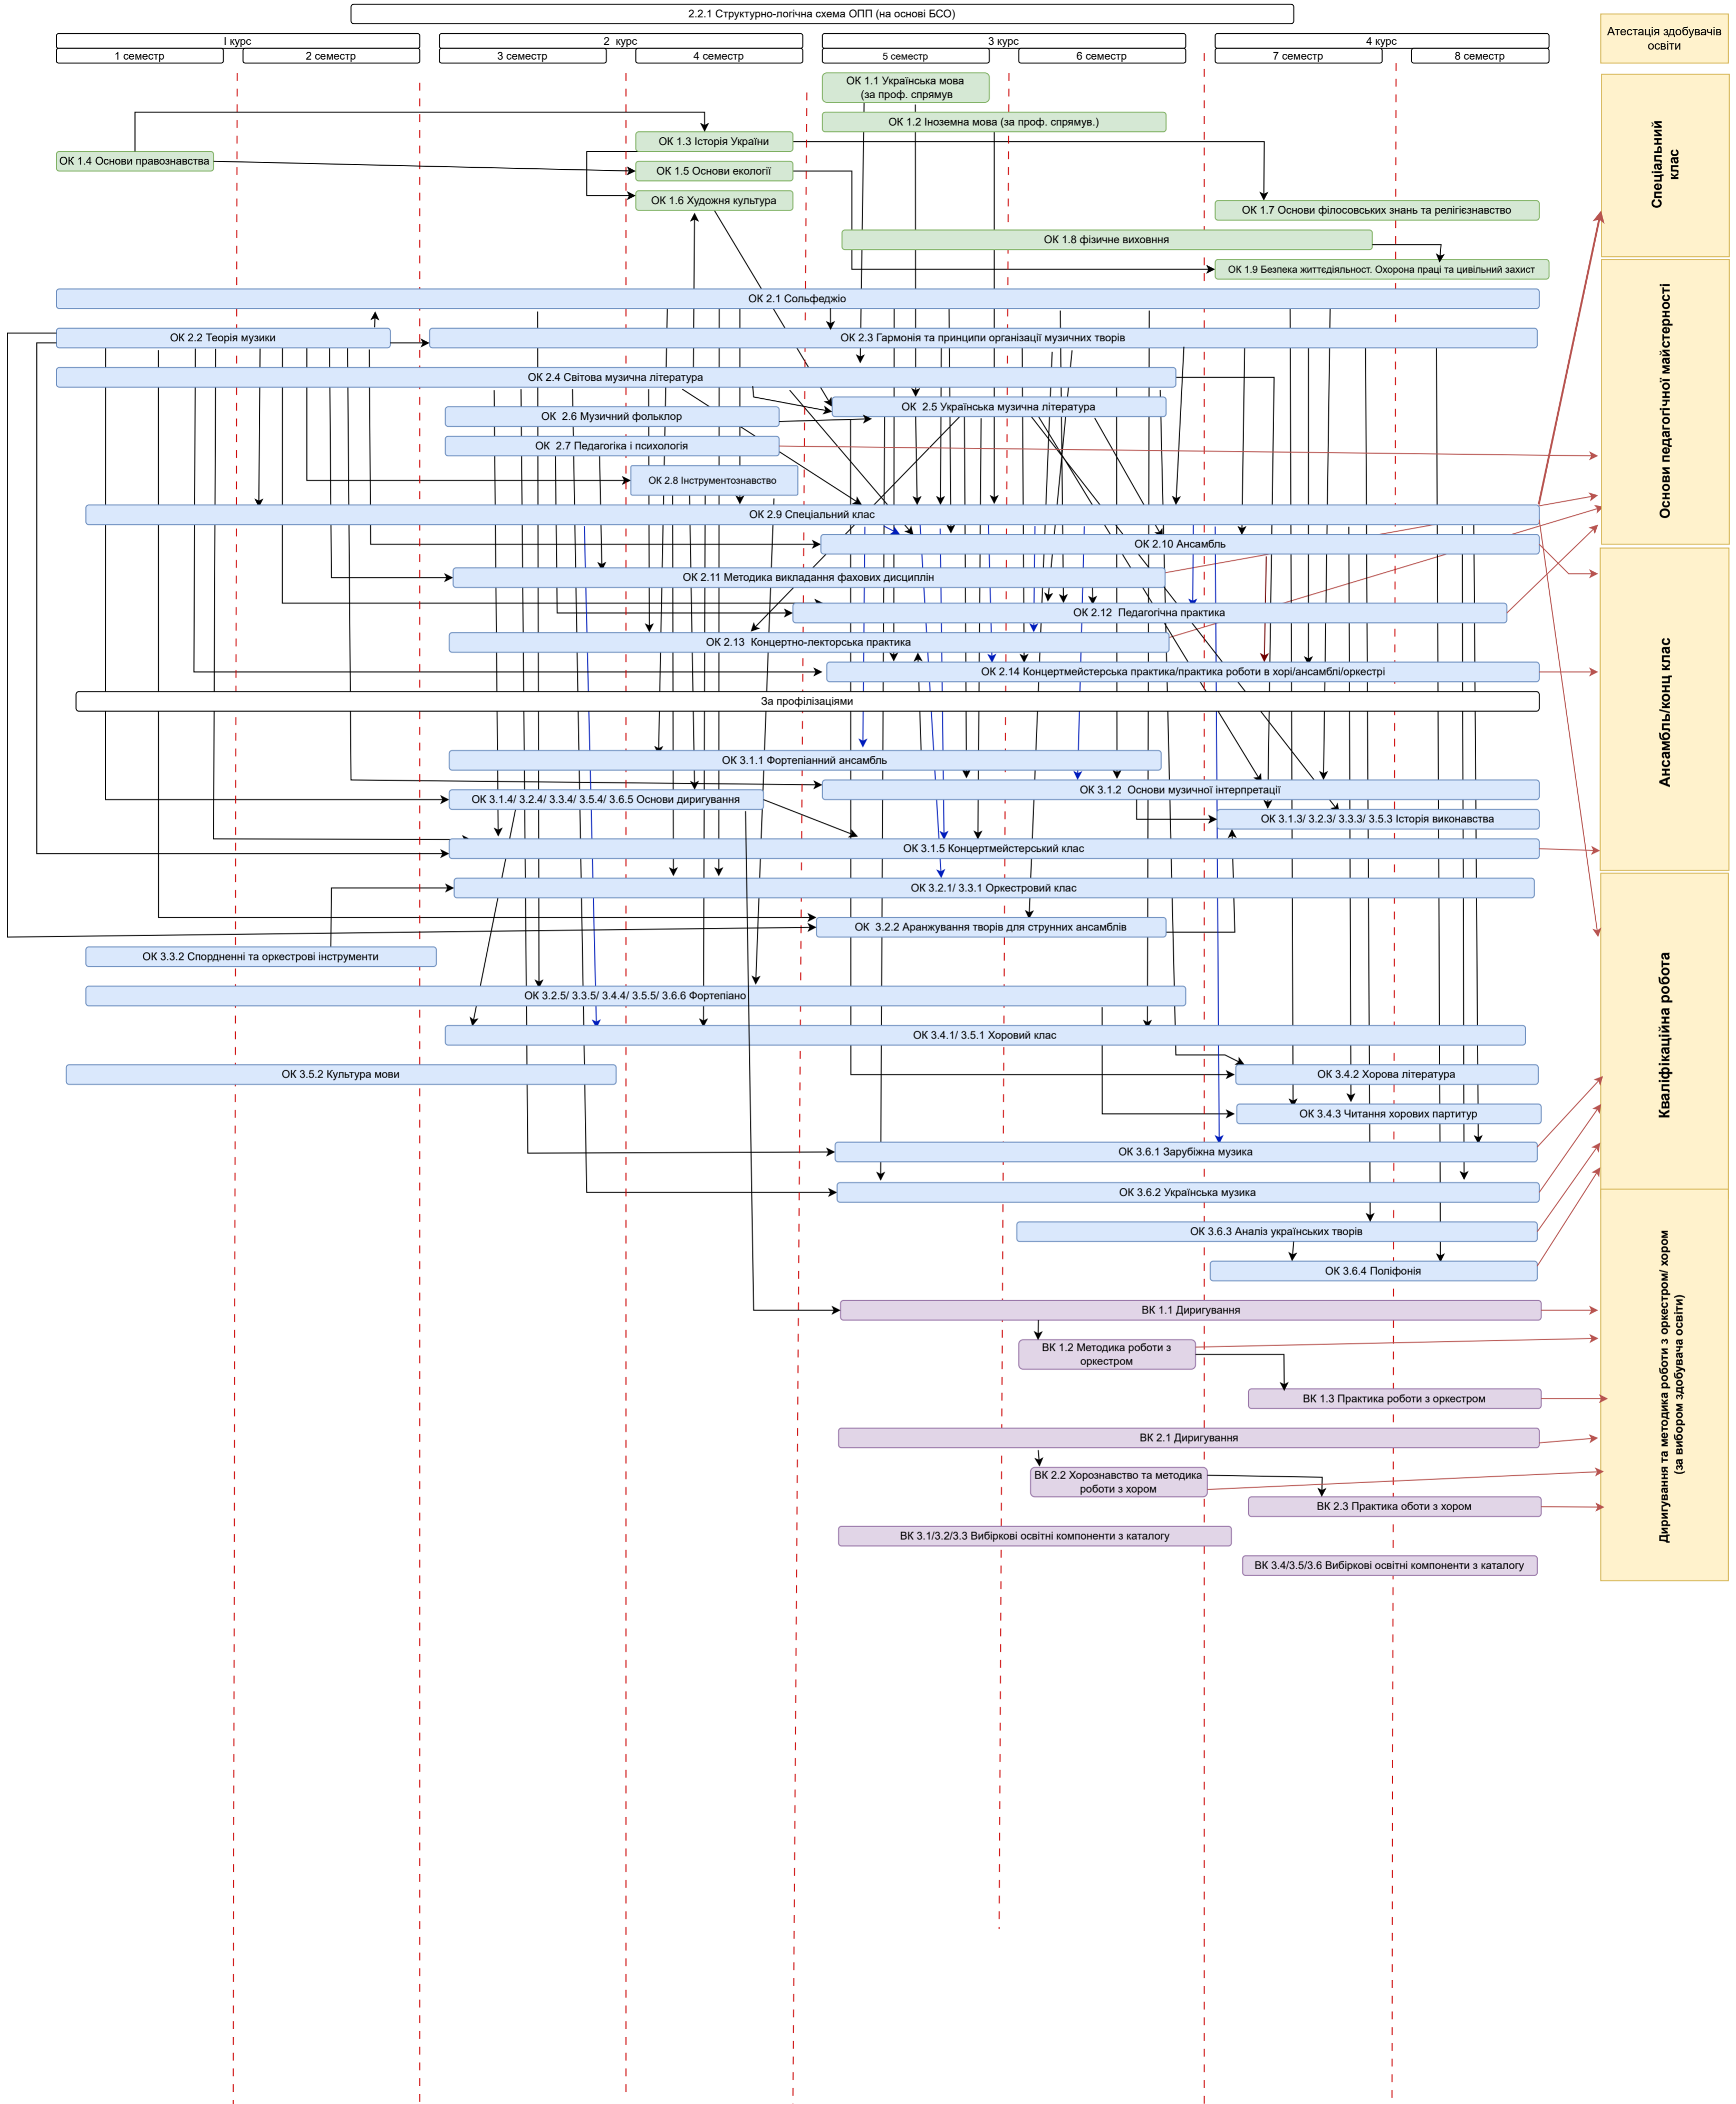 2.2.1 Структурно-логічна схема ОПП (на основі БСО)
І курс
2 курс
3 курс
4 курс
1 семестр
2 семестр
3 семестр
4 семестр
5 семестр
6 семестр
7 семестр
8 семестр
Атестація здобувачів
освіти
ОК 1.1 Українська мова
(за проф. спрямув
ОК 1.2 Іноземна мова (за проф. спрямув.)
ОК 1.3 Історія України
ОК 1.4 Основи правознавства
ОК 1.5 Основи екології
ОК 1.6 Художня культура
ОК 1.7 Основи філосовських знань та релігієзнавство
ОК 1.8 фізичне виховння
ОК 1.9 Безпека життєдіяльност. Охорона праці та цивільний захист
Спеціальний
клас
ОК 2.1 Сольфеджіо
ОК 2.2 Теорія музики
ОК 2.3 Гармонія та принципи організації музичних творів
ОК 2.4 Світова музична література
ОК 2.5 Українська музична література
ОК 2.6 Музичний фольклор
ОК 2.7 Педагогіка і психологія
ОК 2.8 Інструментознавство
ОК 2.9 Спеціальний клас
Основи педагогічної майстерності
ОК 2.10 Ансамбль
ОК 2.11 Методика викладання фахових дисциплін
ОК 2.12 Педагогічна практика
ОК 2.13 Концертно-лекторська практика
ОК 2.14 Концертмейстерська практика/практика роботи в хорі/ансамблі/оркестрі
За профілізаціями
Ансамбль/конц клас
ОК 3.1.1 Фортепіанний ансамбль
ОК 3.1.2 Основи музичної інтерпретації
ОК 3.1.4/ 3.2.4/ 3.3.4/ 3.5.4/ 3.6.5 Основи диригування
ОК 3.1.3/ 3.2.3/ 3.3.3/ 3.5.3 Історія виконавства
ОК 3.1.5 Концертмейстерський клас
ОК 3.2.1/ 3.3.1 Оркестровий клас
ОК 3.2.2 Аранжування творів для струнних ансамблів
ОК 3.3.2 Спордненні та оркестрові інструменти
ОК 3.2.5/ 3.3.5/ 3.4.4/ 3.5.5/ 3.6.6 Фортепіано
ОК 3.4.1/ 3.5.1 Хоровий клас
Кваліфікаційна робота
ОК 3.5.2 Культура мови
ОК 3.4.2 Хорова література
ОК 3.4.3 Читання хорових партитур
ОК 3.6.1 Зарубіжна музика
ОК 3.6.2 Українська музика
ОК 3.6.3 Аналіз українських творів
ОК 3.6.4 Поліфонія
ВК 1.1 Диригування
ВК 1.2 Методика роботи з
оркестром
ВК 1.3 Практика роботи з оркестром
Диригування та методика роботи з оркестром/ хором
(за вибором здобувача освіти)
ВК 2.1 Диригування
ВК 2.2 Хорознавство та методика
роботи з хором
ВК 2.3 Практика оботи з хором
ВК 3.1/3.2/3.3 Вибіркові освітні компоненти з каталогу
ВК 3.4/3.5/3.6 Вибіркові освітні компоненти з каталогу